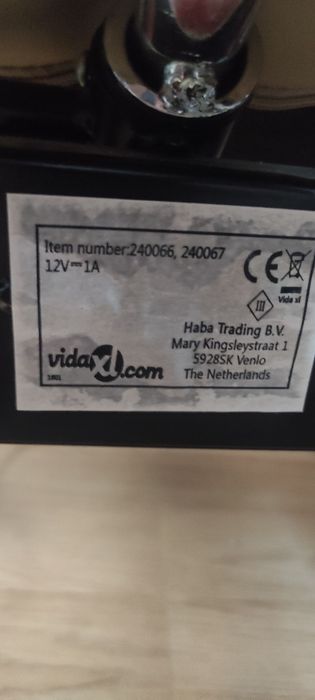 Item number:240066, 240067
12V⎓1A
CE
III
Vida xl
Haba Trading B.V.
Mary Kingsleystraat 1
5928SK Venlo
The Netherlands
vidaxl.com